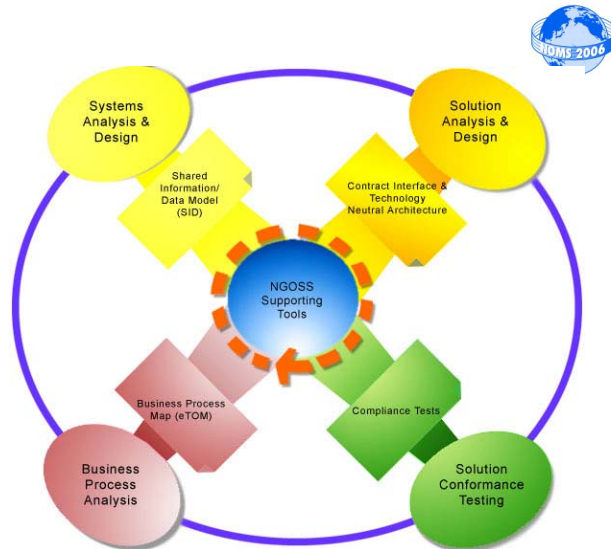 NOMS 2006
Systems
Analysis &
Design
Solution
Analysis &
Design
Shared
Information/
Data Model
(SID)
Contract Interface &
Technology
Neutral Architecture
NGOSS
Supporting
Tools
Business Process
Map (eTOM)
Compliance Tests
Business
Process
Analysis
Solution
Conformance
Testing